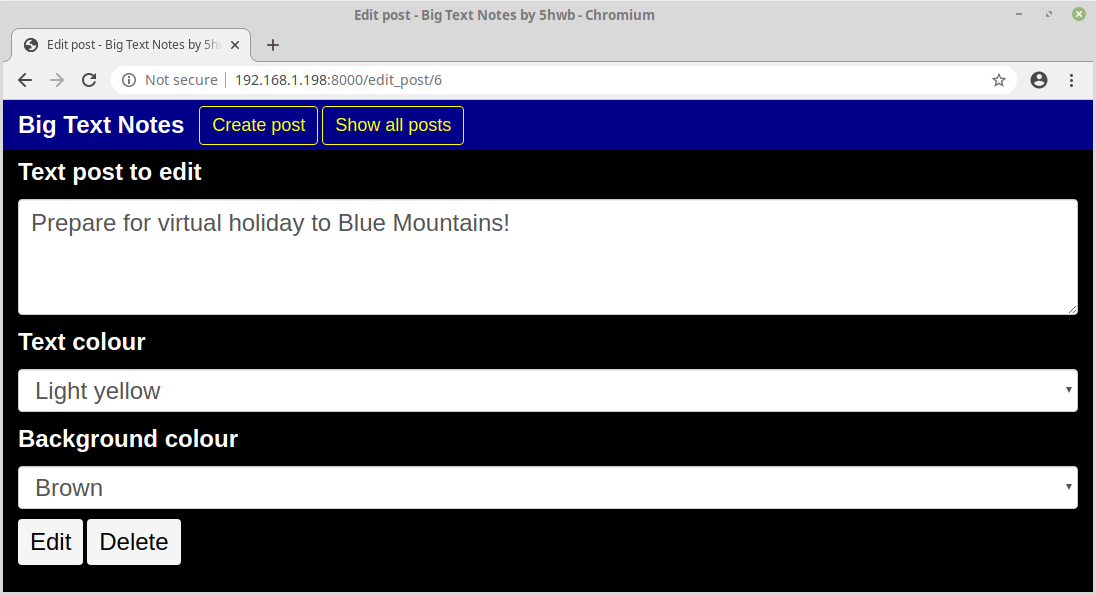 Edit post - Big Text Notes by 5hwb - Chromium
Edit post - Big Text Notes by 5hw
Not secure 192.168.1.198:8000/edit_post/6
Big Text Notes Create post Show all posts
Text post to edit
Prepare for virtual holiday to Blue Mountains!
Text colour
Light yellow
Background colour
Brown
Edit Delete